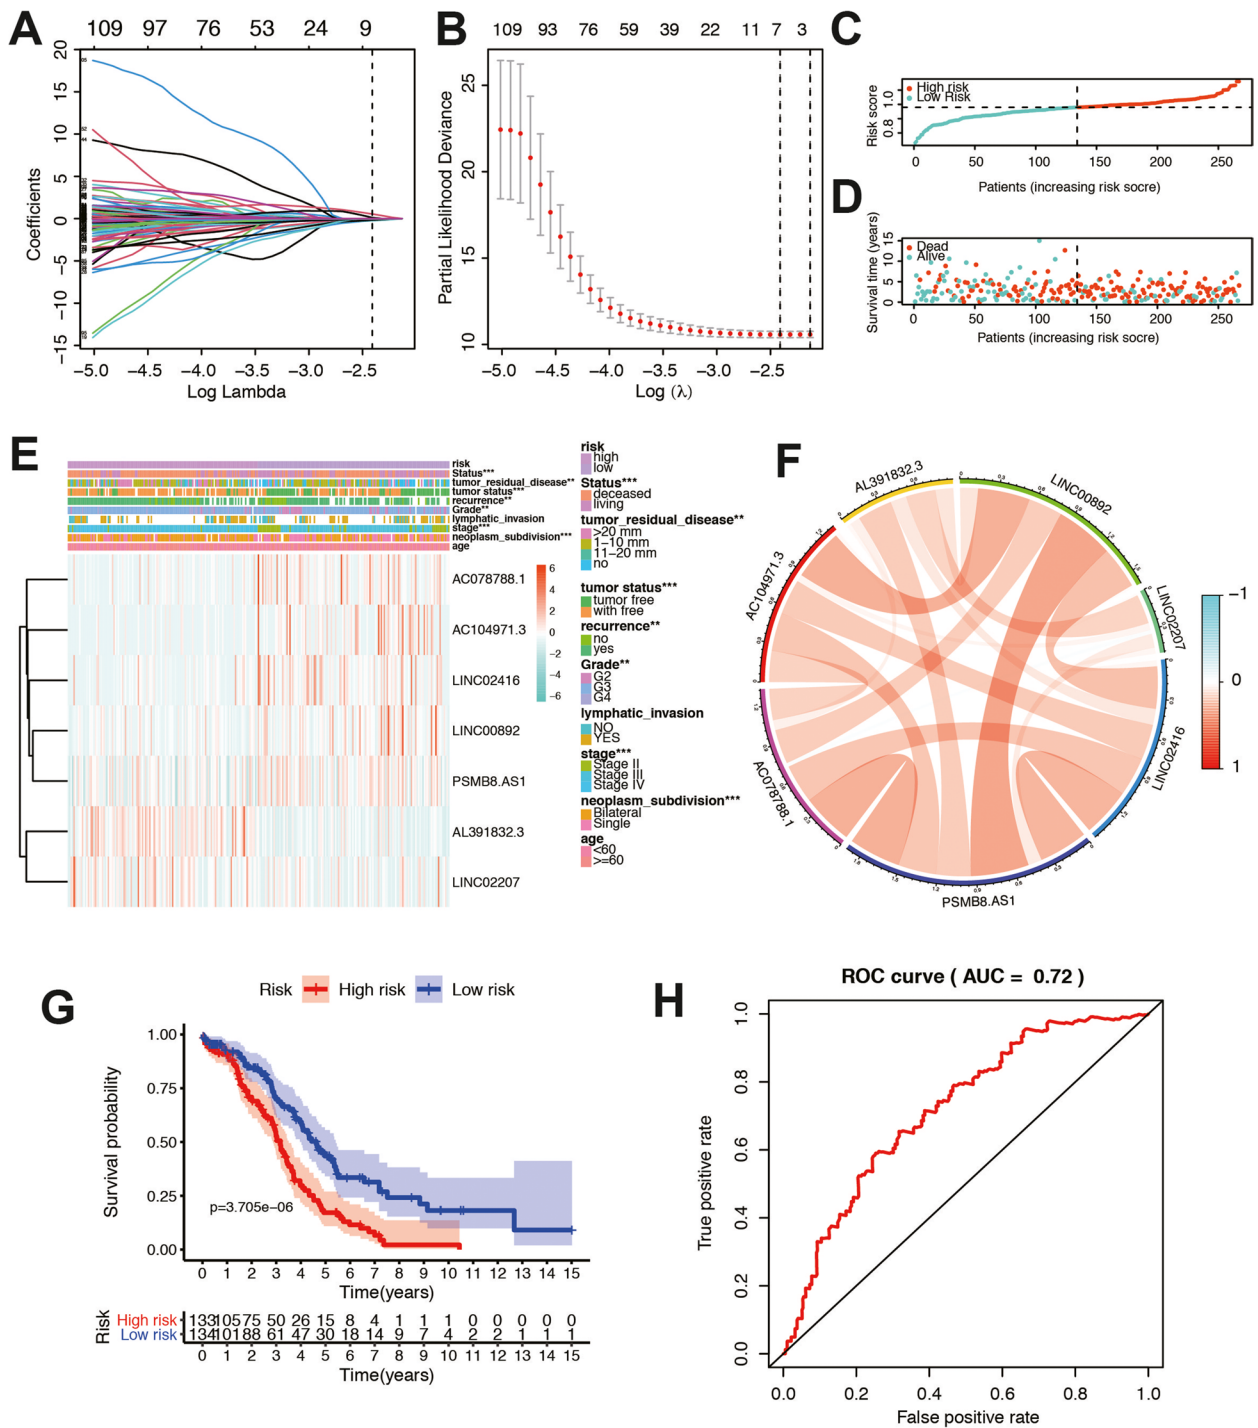 A
109 97 76 53 24 9
20
15
10
5
0
−5
−10
−15
Coefficients
−5.0 −4.5 −4.0 −3.5 −3.0 −2.5
Log Lambda
B
109 93 76 59 39 22 11 7 3
25
20
15
10
Partial Likelihood Deviance
−5.0 −4.5 −4.0 −3.5 −3.0 −2.5
Log (λ)
C
High risk
Low Risk
Risk score
1.0
0.8
0 50 100 150 200 250
Patients (increasing risk socre)
D
Dead
Alive
Survival time (years)
15
10
5
0
0 50 100 150 200 250
Patients (increasing risk socre)
E
risk
Status***
tumor_residual_disease**
tumor status***
recurrence**
Grade**
lymphatic_invasion
stage***
neoplasm_subdivision***
age
AC078788.1
AC104971.3
LINC02416
LINC00892
PSMB8.AS1
AL391832.3
LINC02207
6
4
2
0
−2
−4
−6
risk
high
low
Status***
deceased
living
tumor_residual_disease**
>20 mm
1−10 mm
11−20 mm
no
tumor status***
tumor free
with free
recurrence**
no
yes
Grade**
G2
G3
G4
lymphatic_invasion
NO
YES
stage***
Stage II
Stage III
Stage IV
neoplasm_subdivision***
Bilateral
Single
age
<60
>=60
F
AL391832.3
LINC00892
LINC02207
LINC02416
PSMB8.AS1
AC078788.1
AC104971.3
−1
0
1
G
Risk High risk Low risk
1.00
0.75
0.50
0.25
0.00
Survival probability
p=3.705e−06
0 1 2 3 4 5 6 7 8 9 10 11 12 13 14 15
Time(years)
Risk
High risk 133 105 75 50 26 15 8 4 1 1 1 0 0 0 0 0
Low risk 134 101 88 61 47 30 18 14 9 7 4 2 2 1 1 1
0 1 2 3 4 5 6 7 8 9 10 11 12 13 14 15
Time(years)
H
ROC curve ( AUC = 0.72 )
1.0
0.8
0.6
0.4
0.2
0.0
True positive rate
0.0 0.2 0.4 0.6 0.8 1.0
False positive rate